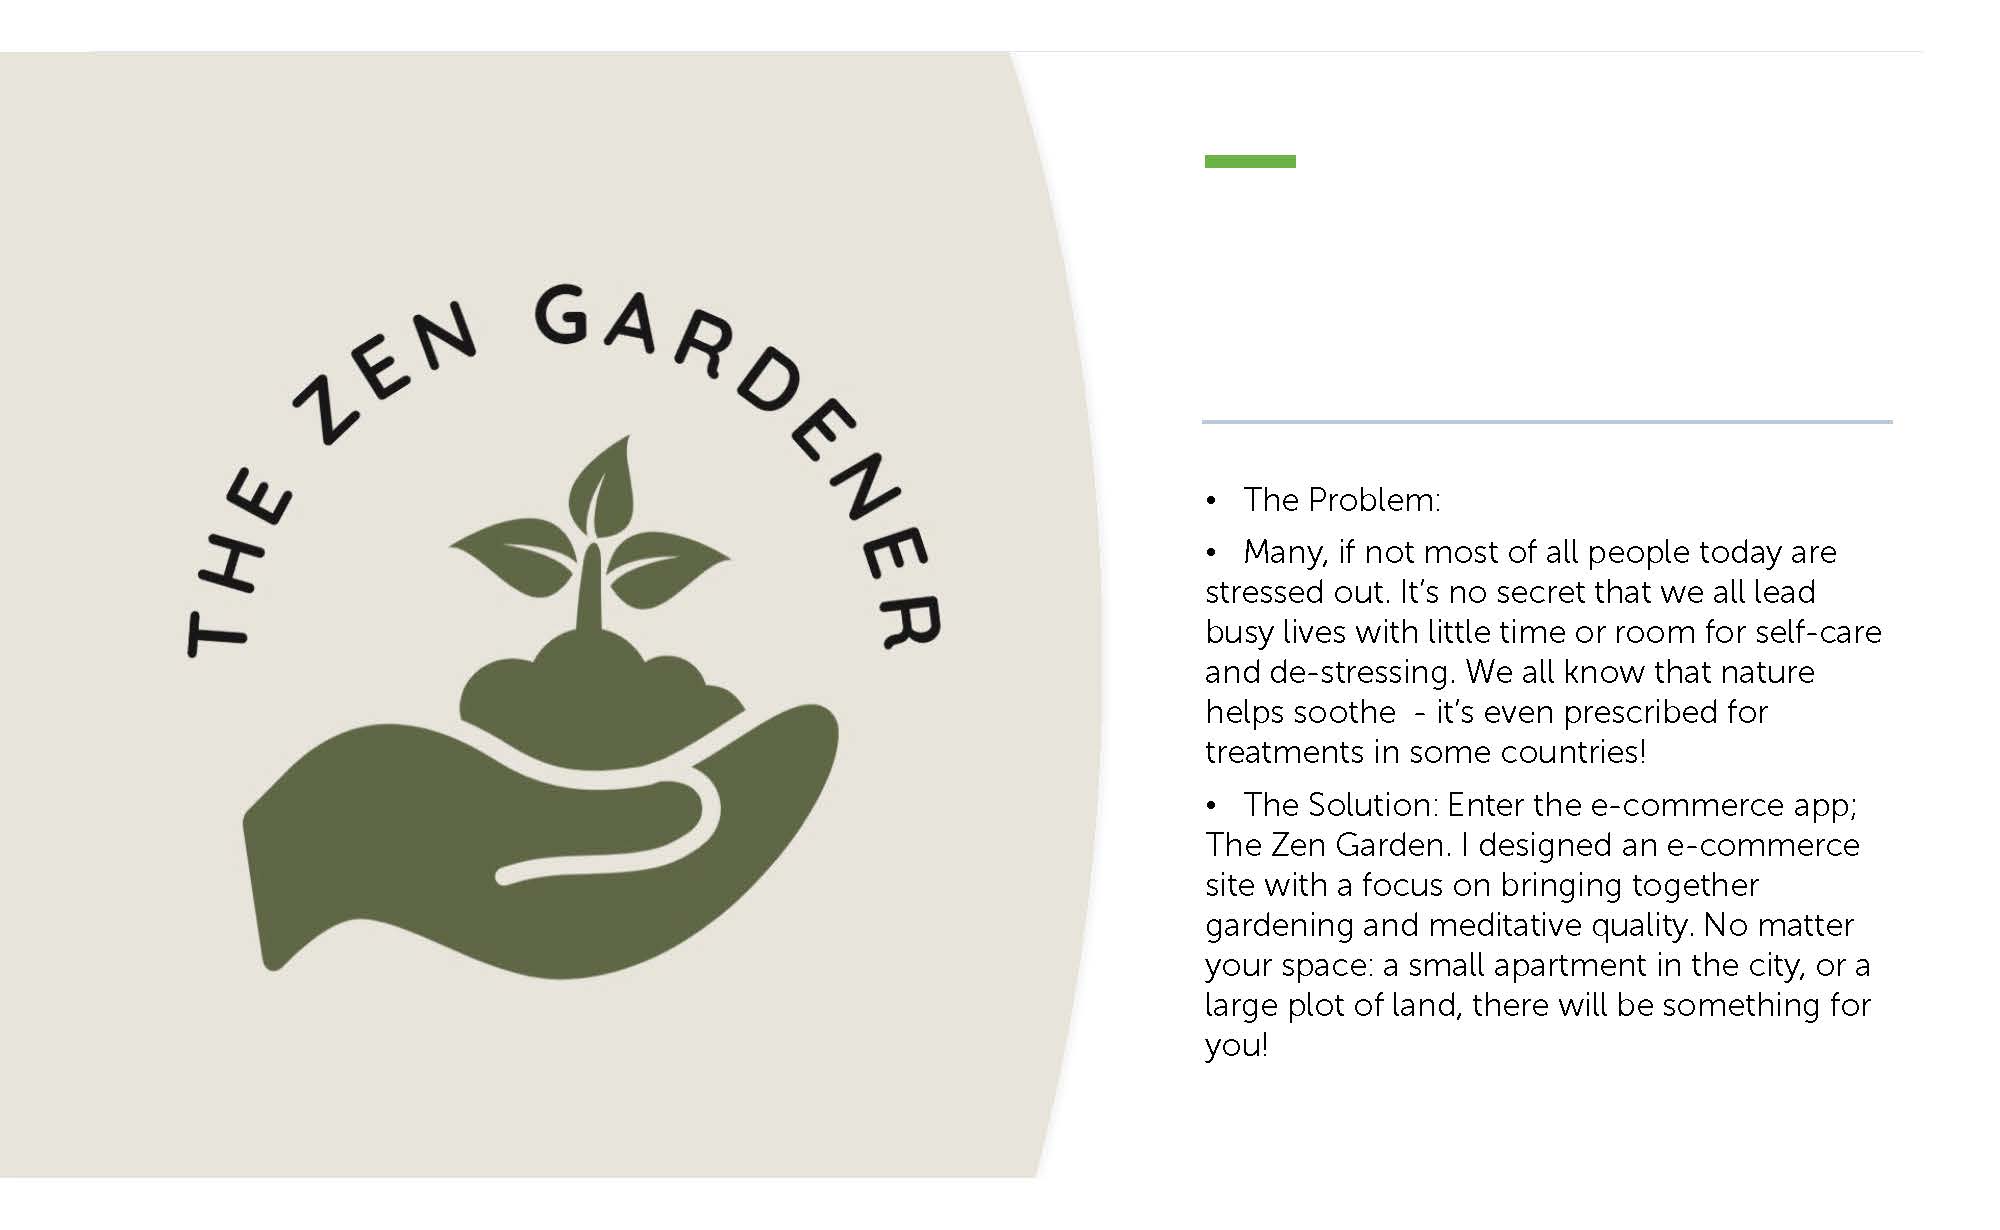 THE ZEN GARDENER
• The Problem:
• Many, if not most of all people today are
stressed out. It’s no secret that we all lead
busy lives with little time or room for self-care
and de-stressing. We all know that nature
helps soothe  - it’s even prescribed for
treatments in some countries!
• The Solution: Enter the e-commerce app;
The Zen Garden. I designed an e-commerce
site with a focus on bringing together
gardening and meditative quality. No matter
your space: a small apartment in the city, or a
large plot of land, there will be something for
you!